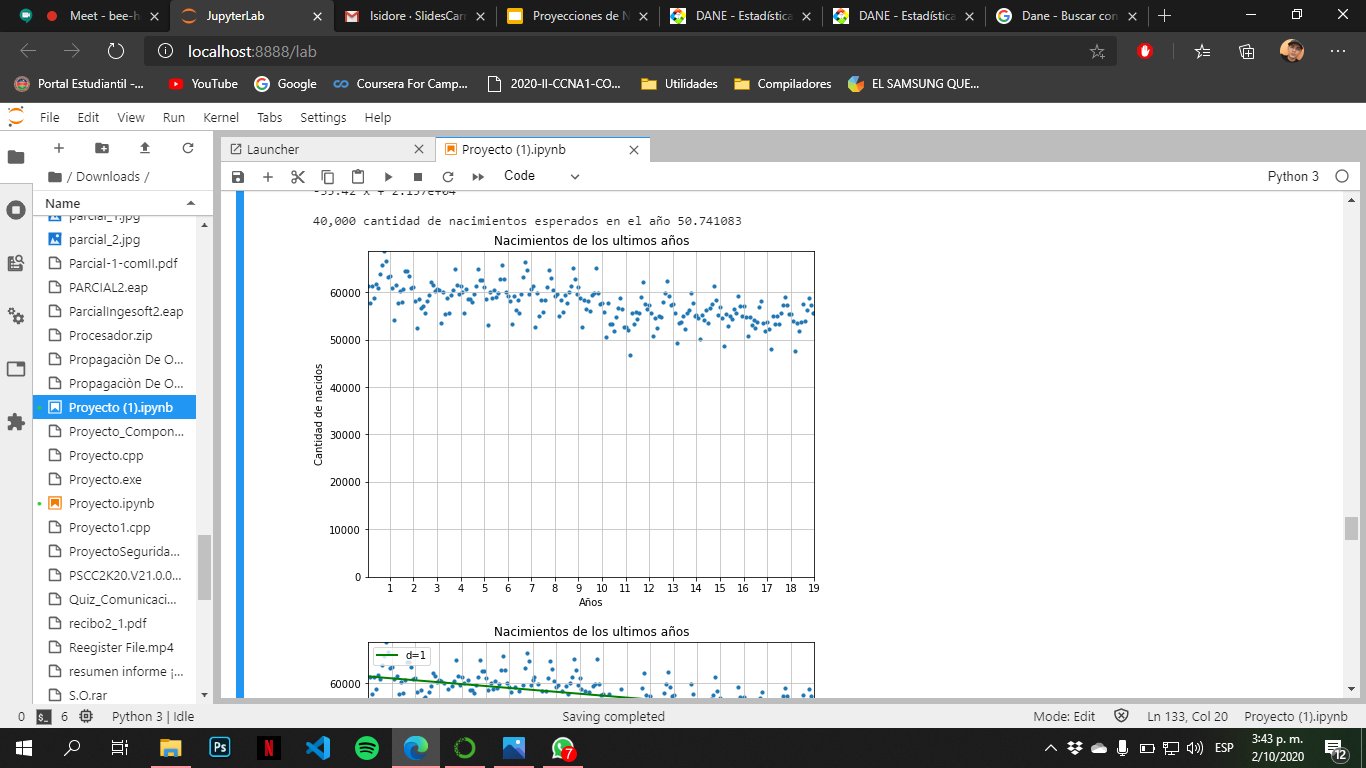 Meet - bee-h
JupyterLab
Isidore · SlidesCar
Proyecciones de N
DANE - Estadística
DANE - Estadística
Dane - Buscar con
localhost:8888/lab
Portal Estudiantil -...
YouTube
Google
Coursera For Camp...
2020-II-CCNA1-CO...
Utilidades
Compiladores
EL SAMSUNG QUE...
File Edit View Run Kernel Tabs Settings Help
/ Downloads /
Name
parcial_1.jpg
parcial_2.jpg
Parcial-1-comII.pdf
PARCIAL2.eap
ParcialIngesoft2.eap
Procesador.zip
Propagaciòn De O...
Propagaciòn De O...
Proyecto (1).ipynb
Proyecto_Compon...
Proyecto.cpp
Proyecto.exe
Proyecto.ipynb
Proyecto1.cpp
ProyectoSegurida...
PSCC2K20.V21.0.0...
Quiz_Comunicaci...
recibo2_1.pdf
Reegister File.mp4
resumen informe ¡...
S.O.rar
Launcher
Proyecto (1).ipynb
Code
Python 3
40,000 cantidad de nacimientos esperados en el año 50.741083
Nacimientos de los ultimos años
60000
50000
40000
30000
20000
10000
0
Cantidad de nacidos
1 2 3 4 5 6 7 8 9 10 11 12 13 14 15 16 17 18 19
Años
Nacimientos de los ultimos años
d=1
60000
0
6
Python 3 | Idle
Saving completed
Mode: Edit
Ln 133, Col 20
Proyecto (1).ipynb
Ps
N
7
ESP
3:43 p. m.
2/10/2020
12